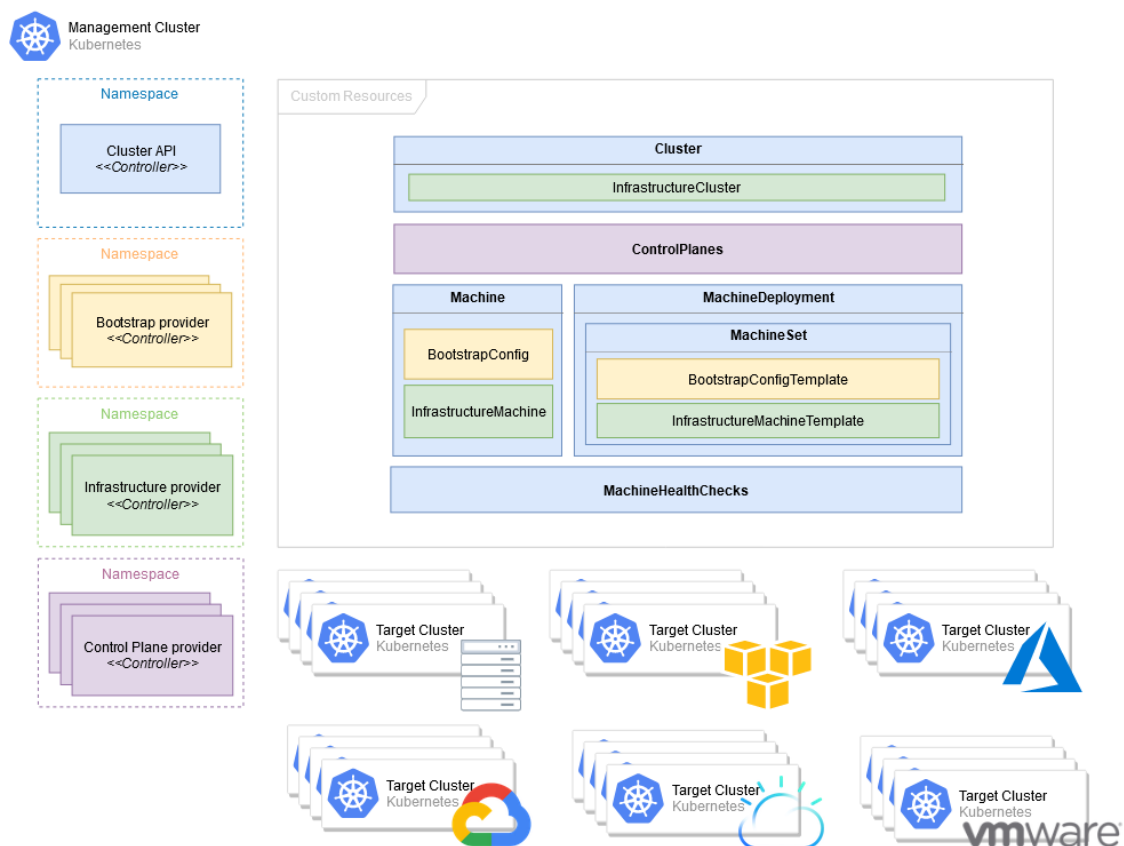 Management Cluster
Kubernetes
Namespace
Cluster API
<<Controller>>
Namespace
Bootstrap provider
<<Controller>>
Namespace
Infrastructure provider
<<Controller>>
Namespace
Control Plane provider
<<Controller>>
Custom Resources
Cluster
InfrastructureCluster
ControlPlanes
Machine
BootstrapConfig
InfrastructureMachine
MachineDeployment
MachineSet
BootstrapConfigTemplate
InfrastructureMachineTemplate
MachineHealthChecks
Target Cluster
Kubernetes
Target Cluster
Kubernetes
Target Cluster
Kubernetes
Target Cluster
Kubernetes
Target Cluster
Kubernetes
Target Cluster
Kubernetes
vmware